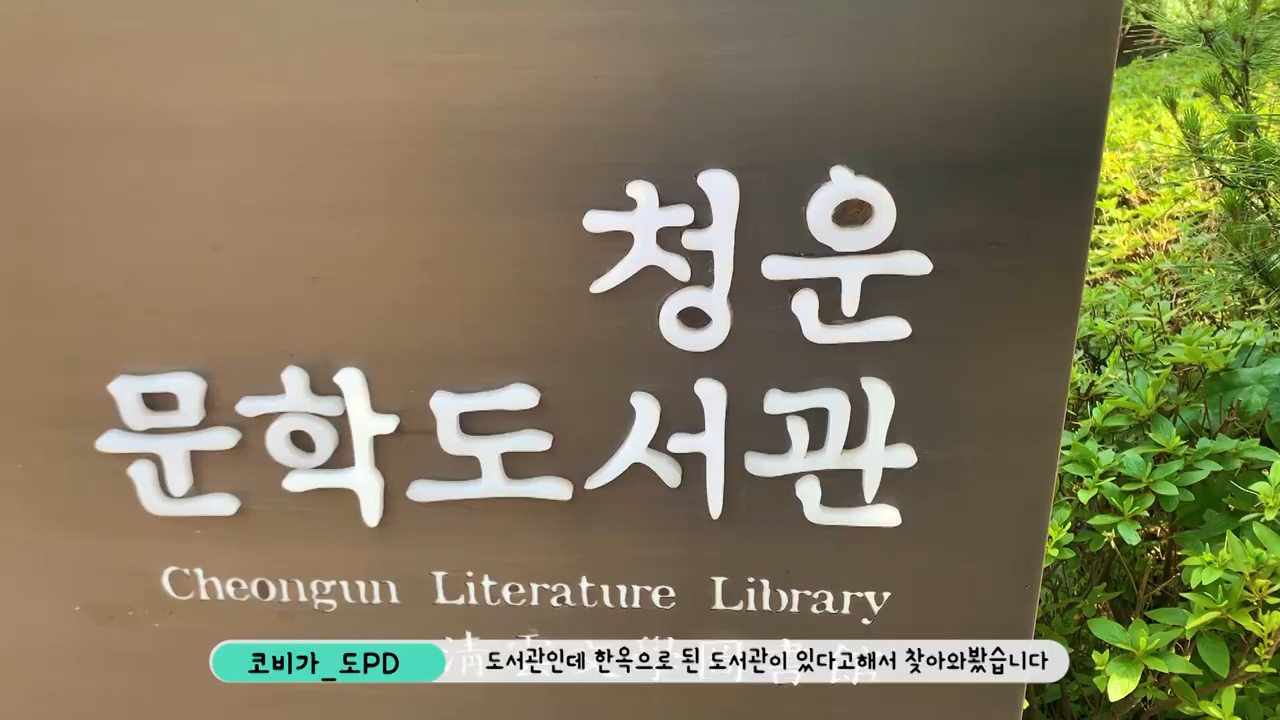 청운
문학도서관
Cheongun Literature Library
코비가_도PD
도서관인데 한옥으로 된 도서관이 있다고해서 찾아와봤습니다